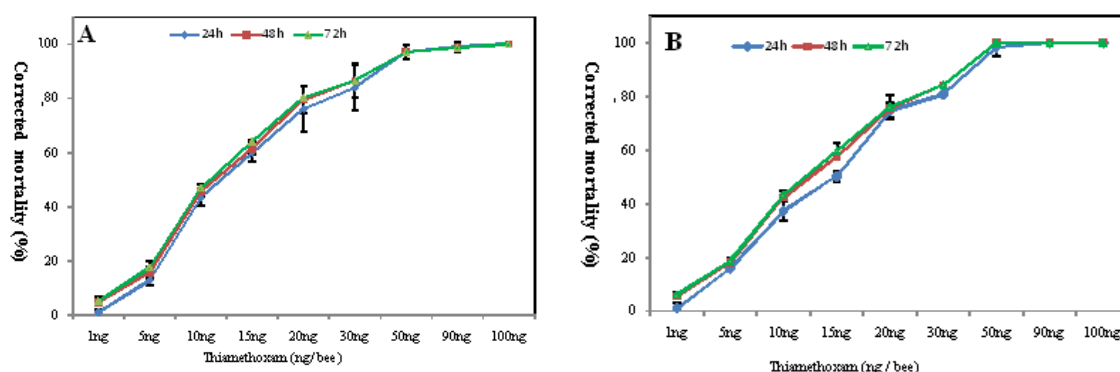 A
24h 48h 72h
Corrected mortality (%)
100
80
60
40
20
0
1ng 5ng 10ng 15ng 20ng 30ng 50ng 90ng 100ng
Thiamethoxam (ng/bee)
B
24h 48h 72h
Corrected mortality (%)
100
80
60
40
20
0
1ng 5ng 10ng 15ng 20ng 30ng 50ng 90ng 100ng
Thiamethoxam (ng / bee)